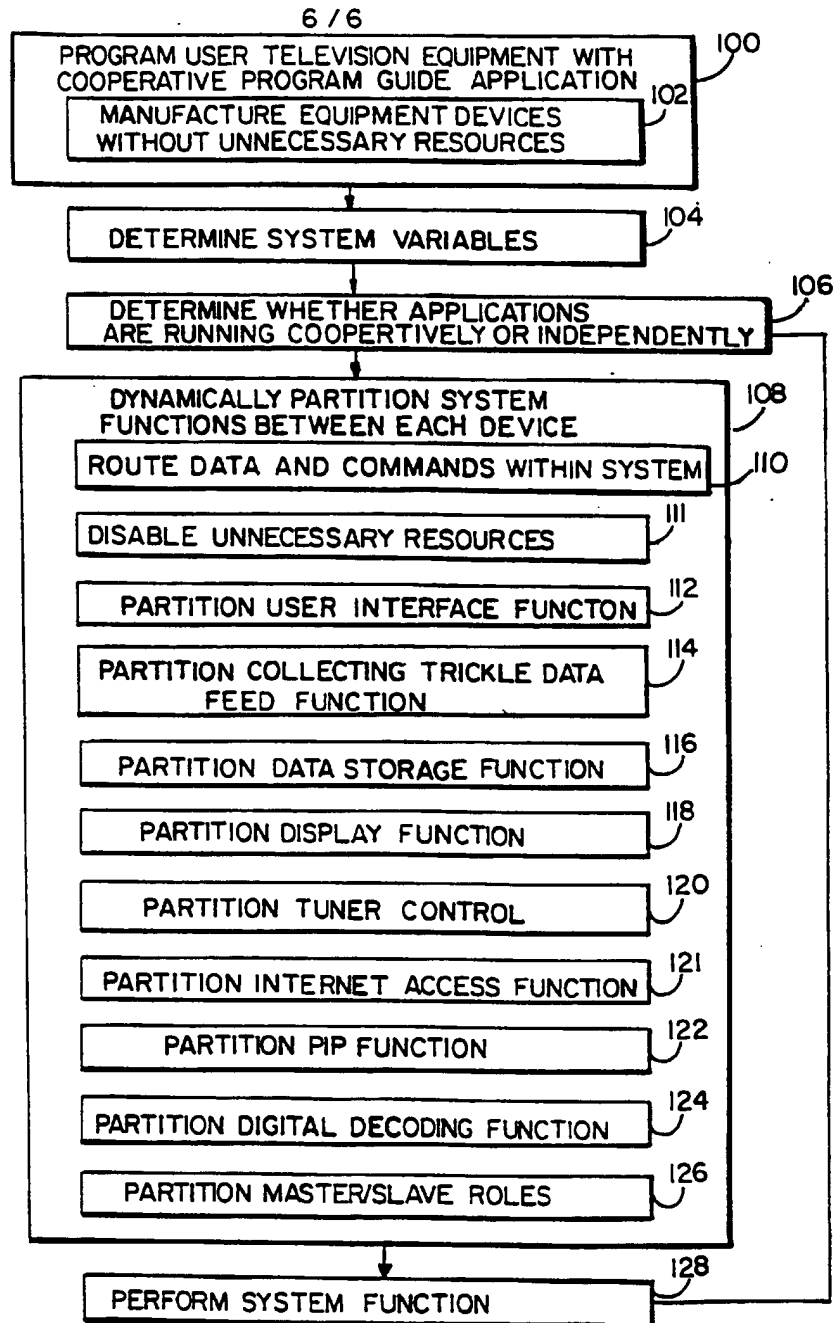 6 / 6
PROGRAM USER TELEVISION EQUIPMENT WITH
COOPERATIVE PROGRAM GUIDE APPLICATION
100
MANUFACTURE EQUIPMENT DEVICES
WITHOUT UNNECESSARY RESOURCES
102
DETERMINE SYSTEM VARIABLES
104
DETERMINE WHETHER APPLICATIONS
ARE RUNNING COOPERTIVELY OR INDEPENDENTLY
106
DYNAMICALLY PARTITION SYSTEM
FUNCTIONS BETWEEN EACH DEVICE
108
ROUTE DATA AND COMMANDS WITHIN SYSTEM
110
DISABLE UNNECESSARY RESOURCES
111
PARTITION USER INTERFACE FUNCTON
112
PARTITION COLLECTING TRICKLE DATA
FEED FUNCTION
114
PARTITION DATA STORAGE FUNCTION
116
PARTITION DISPLAY FUNCTION
118
PARTITION TUNER CONTROL
120
PARTITION INTERNET ACCESS FUNCTION
121
PARTITION PIP FUNCTION
122
PARTITION DIGITAL DECODING FUNCTION
124
PARTITION MASTER/SLAVE ROLES
126
PERFORM SYSTEM FUNCTION
128